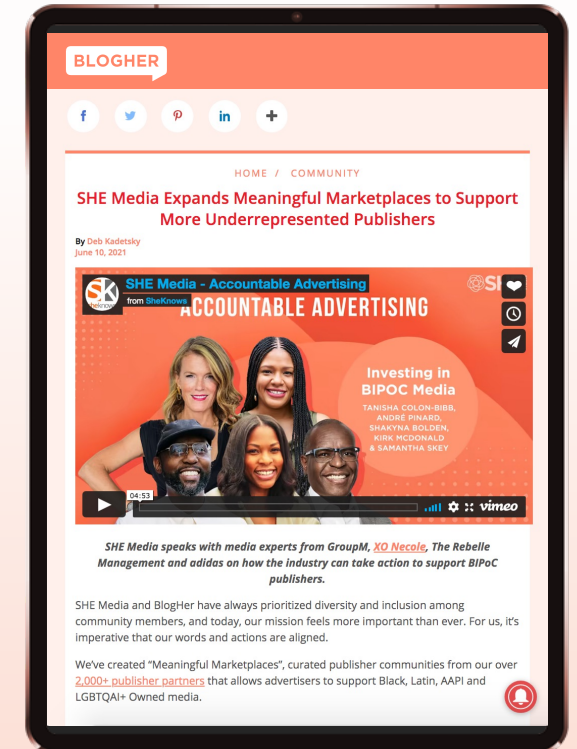 BLOGHER
HOME / COMMUNITY
SHE Media Expands Meaningful Marketplaces to Support
More Underrepresented Publishers
By Deb Kadetsky
June 10, 2021
SHE Media - Accountable Advertising
from SheKnows
ACCOUNTABLE ADVERTISING
Investing in
BIPOC Media
TANISHA COLON-BIBB,
ANDRÉ PINARD,
SHAKYNA BOLDEN,
KIRK MCDONALD
& SAMANTHA SKEY
04:53
vimeo
SHE Media speaks with media experts from GroupM, XO Necole, The Rebelle
Management and adidas on how the industry can take action to support BIPoC
publishers.
SHE Media and BlogHer have always prioritized diversity and inclusion among
community members, and today, our mission feels more important than ever. For us, it's
imperative that our words and actions are aligned.
We've created “Meaningful Marketplaces”, curated publisher communities from our over
2,000+ publisher partners that allows advertisers to support Black, Latin, AAPI and
LGBTQAI+ Owned media.